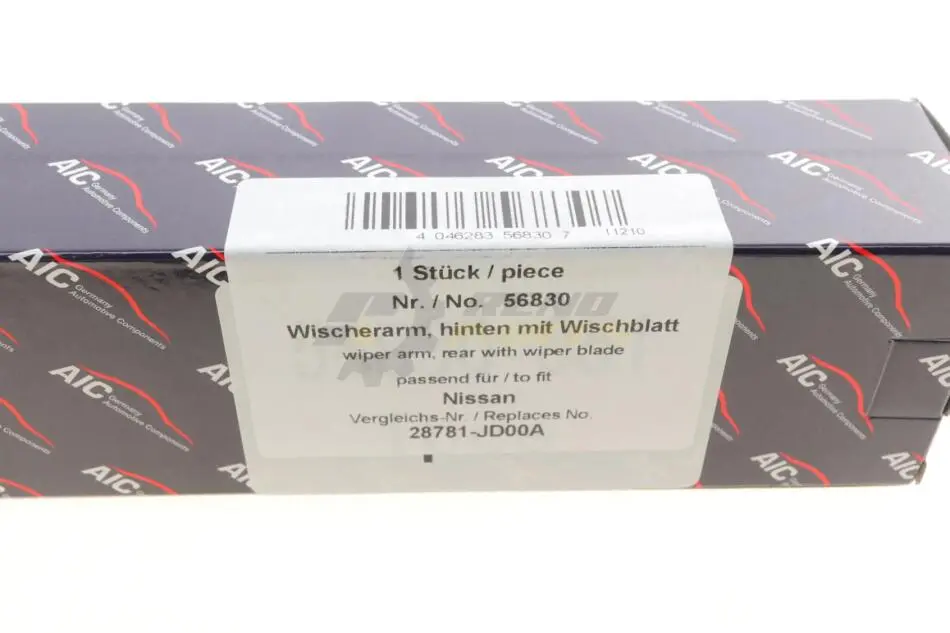 AIC Germany Automotive Components
4 046283 56830 7 11210
1 Stück / piece
Nr. / No. 56830
Wischerarm, hinten mit Wischblatt
wiper arm, rear with wiper blade
passend für / to fit
Nissan
Vergleichs-Nr. / Replaces No.
28781-JD00A